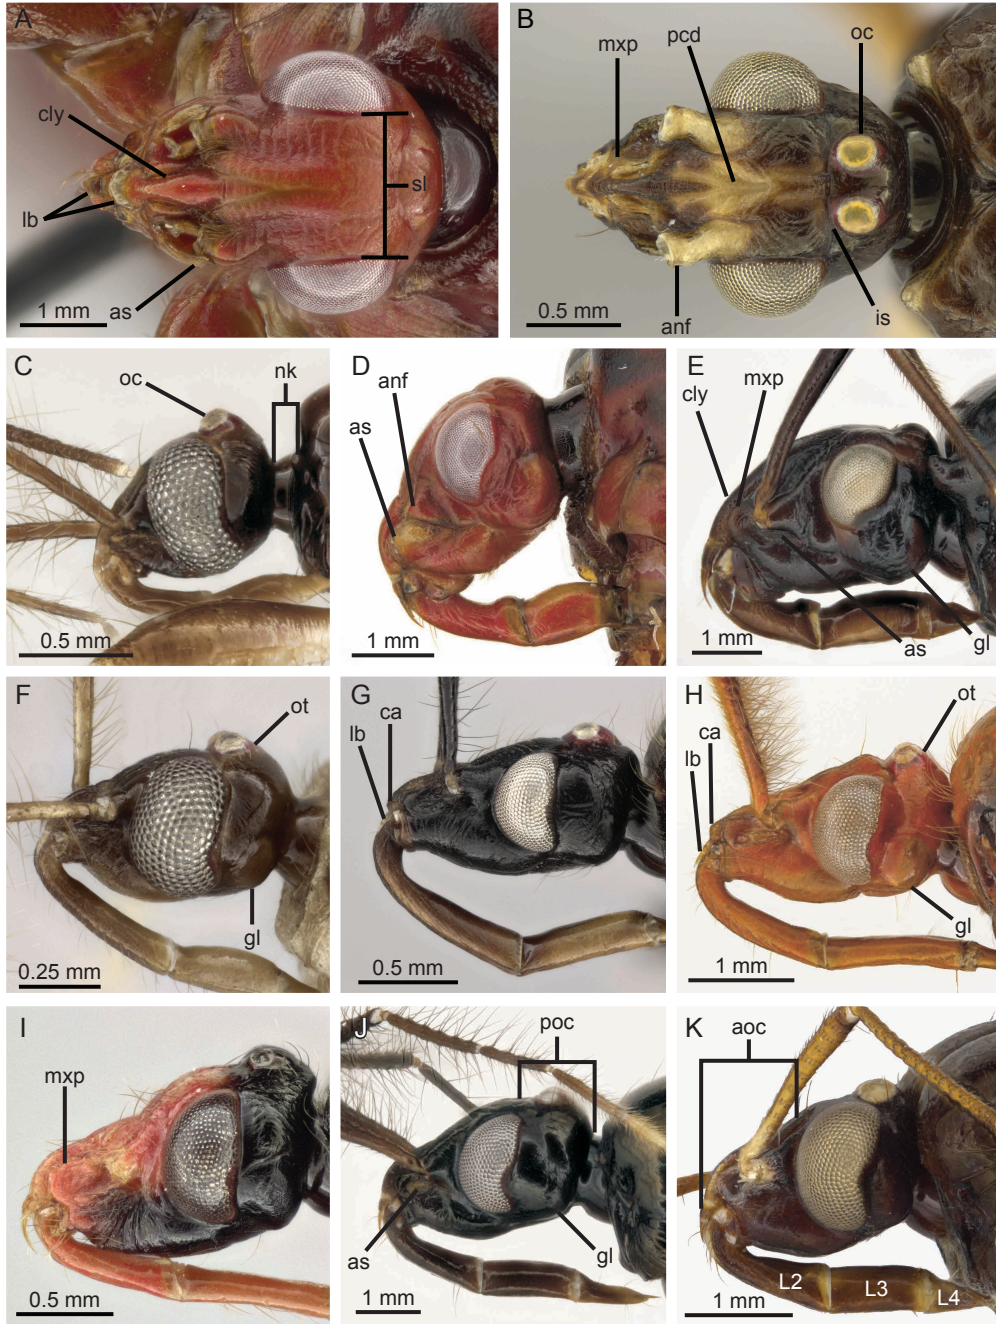 A
cly
sl
lb
as
1 mm
B
mxp
pcd
oc
anf
is
0.5 mm
C
oc
nk
0.5 mm
D
anf
as
1 mm
E
cly
mxp
as
gl
1 mm
F
ot
gl
0.25 mm
G
ca
lb
0.5 mm
H
ot
ca
lb
gl
1 mm
I
mxp
0.5 mm
J
poc
as
gl
1 mm
K
aoc
L2
L3
L4
1 mm